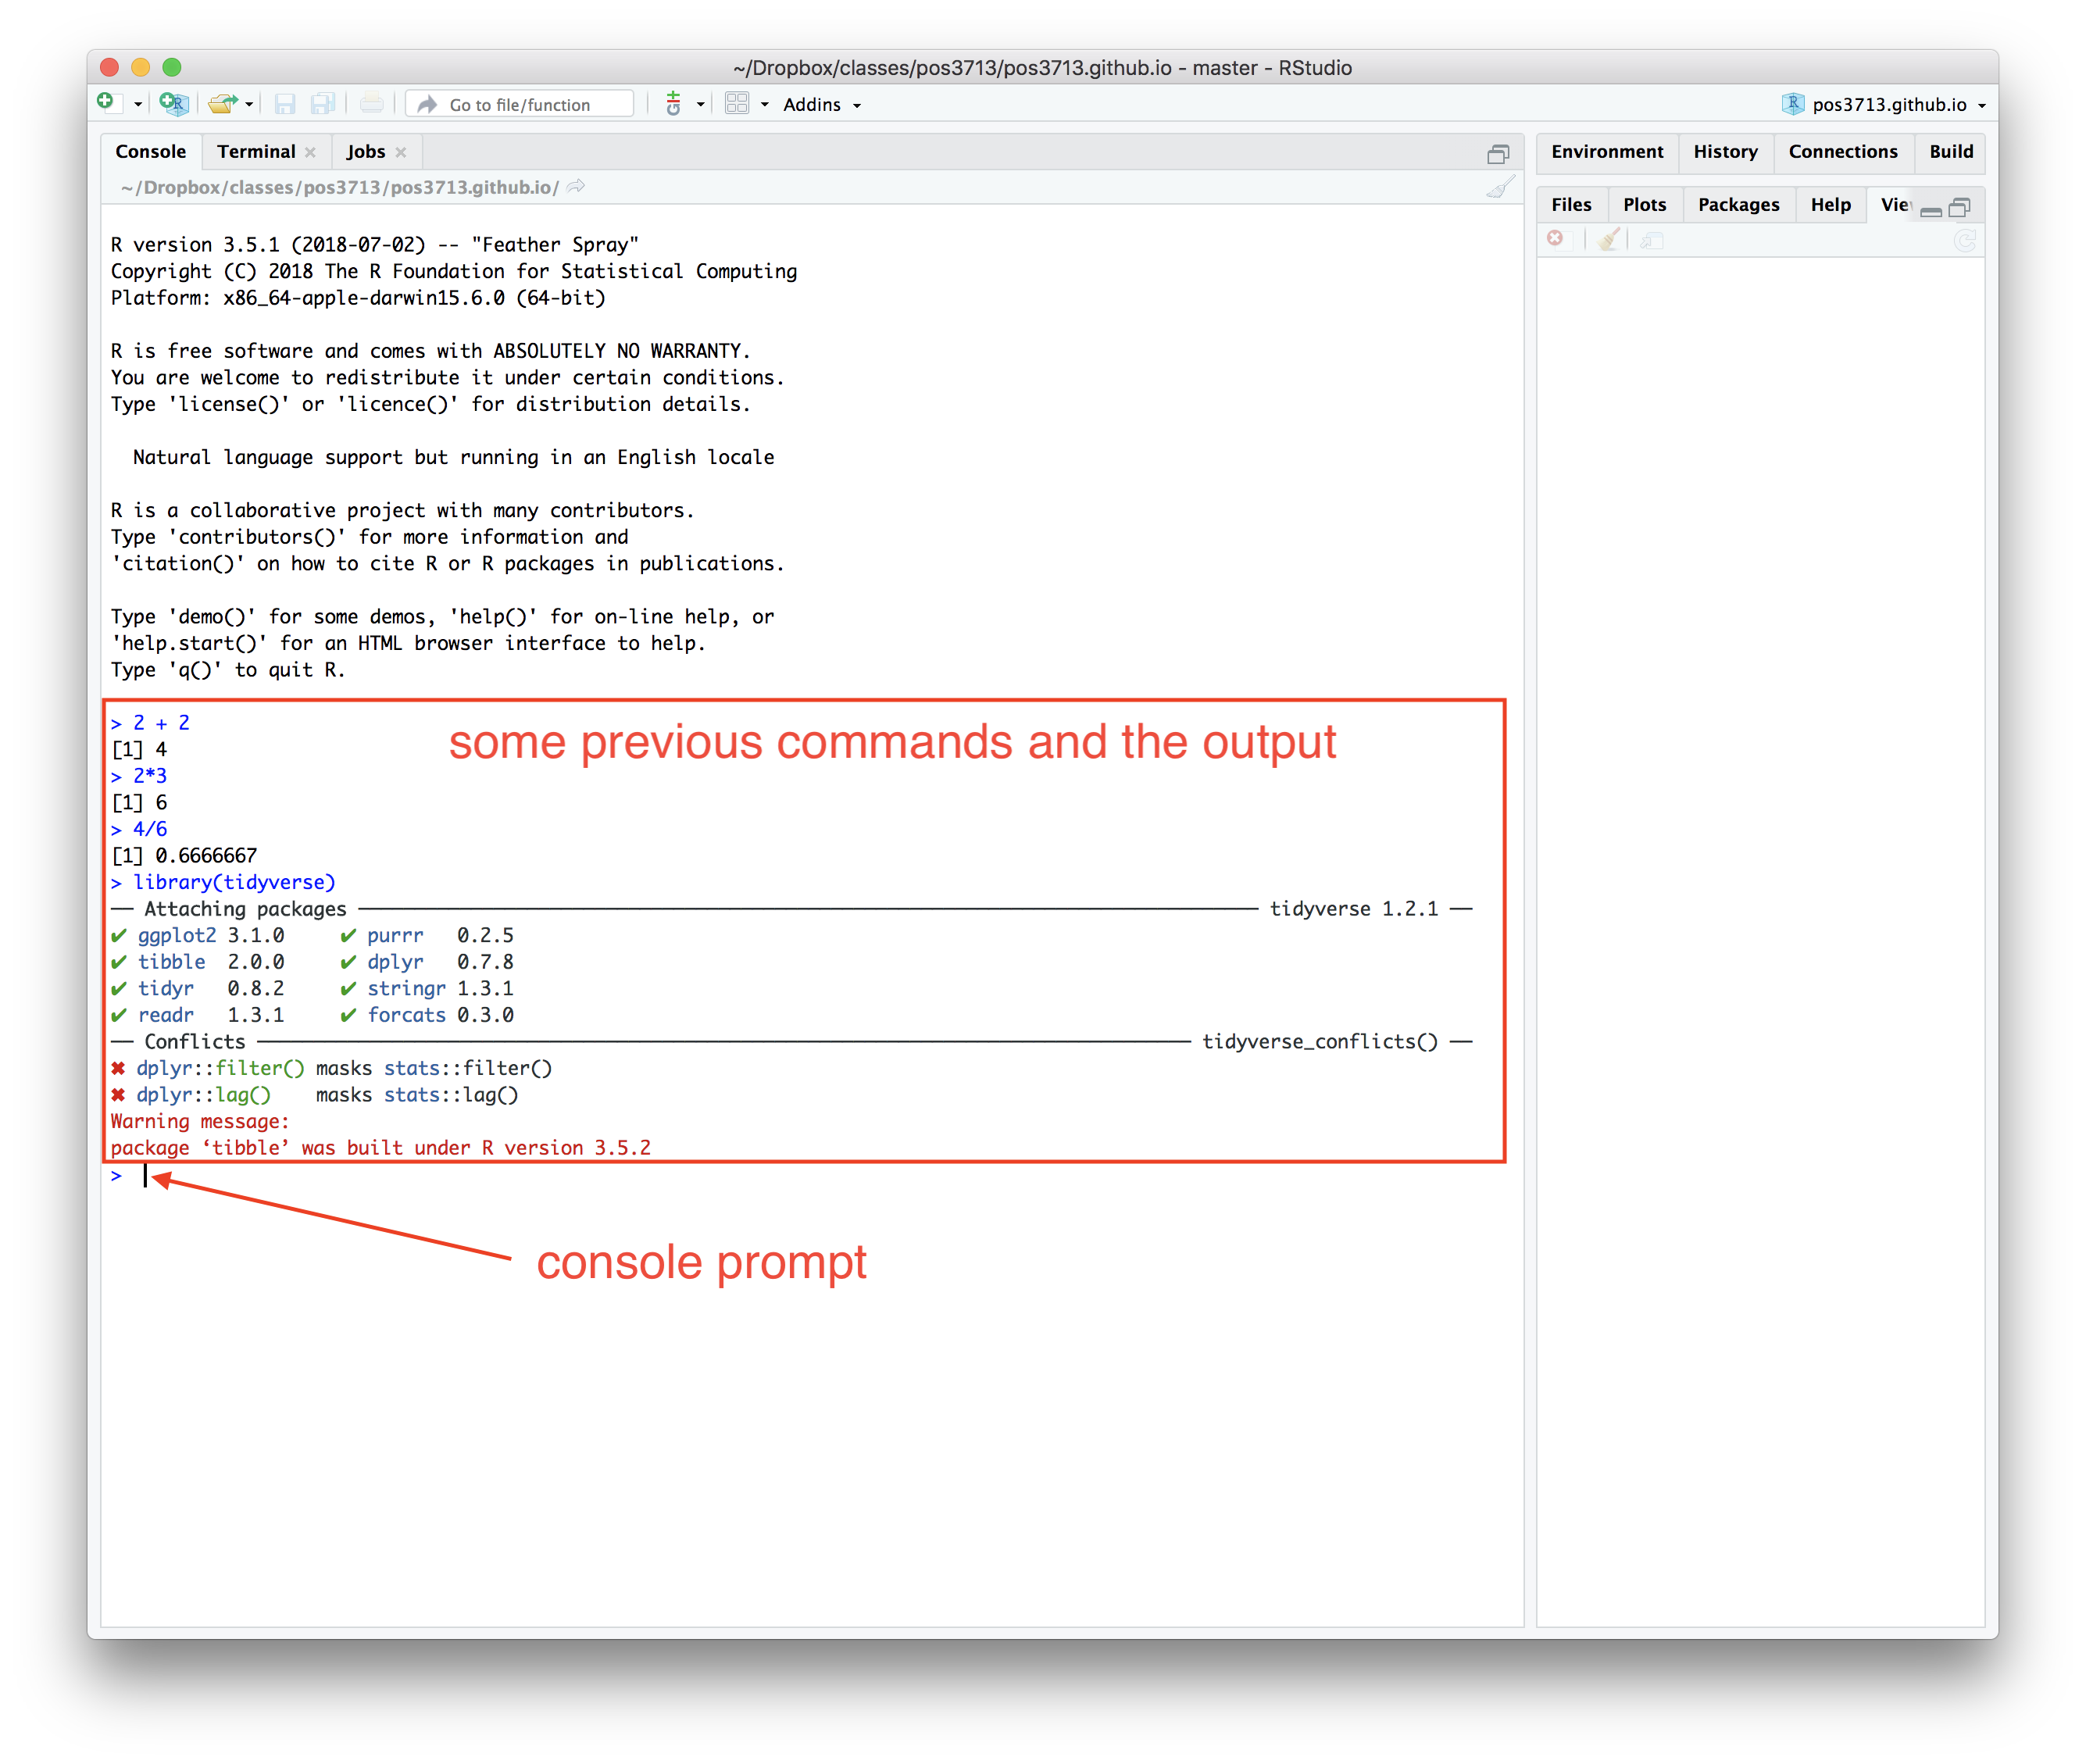 ~/Dropbox/classes/pos3713/pos3713.github.io - master - RStudio
Go to file/function
Addins
pos3713.github.io
Console Terminal Jobs
~/Dropbox/classes/pos3713/pos3713.github.io/
R version 3.5.1 (2018-07-02) -- "Feather Spray"
Copyright (C) 2018 The R Foundation for Statistical Computing
Platform: x86_64-apple-darwin15.6.0 (64-bit)
R is free software and comes with ABSOLUTELY NO WARRANTY.
You are welcome to redistribute it under certain conditions.
Type 'license()' or 'licence()' for distribution details.
Natural language support but running in an English locale
R is a collaborative project with many contributors.
Type 'contributors()' for more information and
'citation()' on how to cite R or R packages in publications.
Type 'demo()' for some demos, 'help()' for on-line help, or
'help.start()' for an HTML browser interface to help.
Type 'q()' to quit R.
> 2 + 2
some previous commands and the output
[1] 4
> 2*3
[1] 6
> 4/6
[1] 0.6666667
> library(tidyverse)
── Attaching packages ── tidyverse 1.2.1 ──
✔ ggplot2 3.1.0 ✔ purrr 0.2.5
✔ tibble 2.0.0 ✔ dplyr 0.7.8
✔ tidyr 0.8.2 ✔ stringr 1.3.1
✔ readr 1.3.1 ✔ forcats 0.3.0
── Conflicts ── tidyverse_conflicts() ──
✖ dplyr::filter() masks stats::filter()
✖ dplyr::lag() masks stats::lag()
Warning message:
package ‘tibble’ was built under R version 3.5.2
>
console prompt
Environment History Connections Build
Files Plots Packages Help Vie